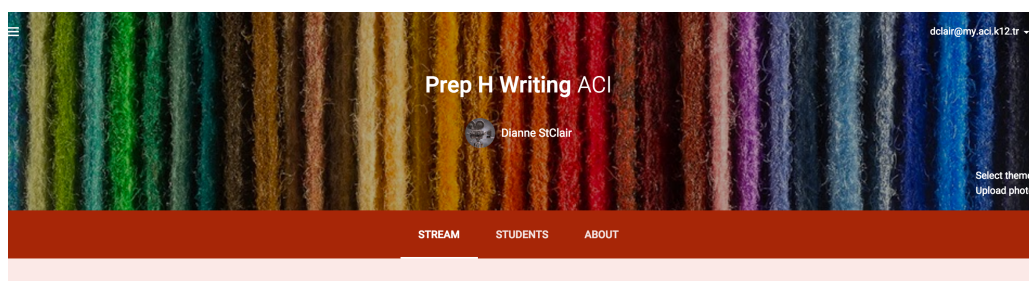 dclair@my.aci.k12.tr
Prep H Writing ACI
Dianne StClair
Select theme
Upload phot
STREAM STUDENTS ABOUT